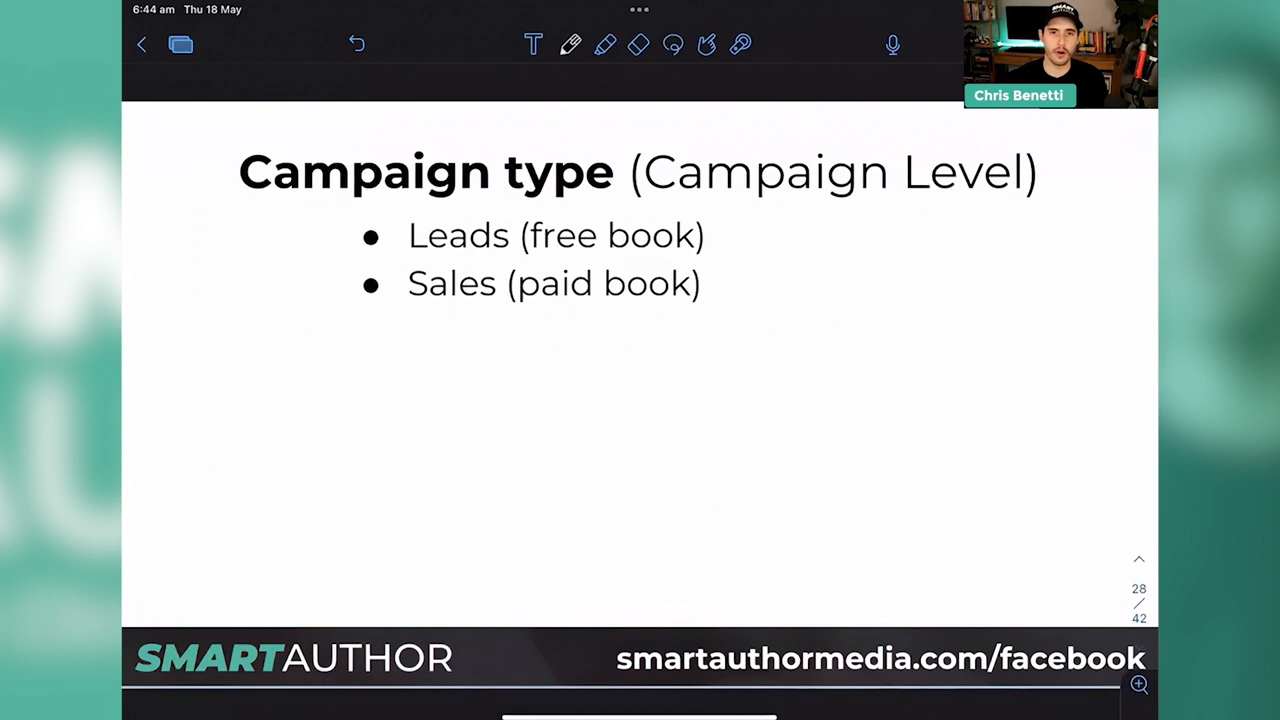 6:44 am Thu 18 May
T
SMART
Chris Benetti
Campaign type (Campaign Level)
● Leads (free book)
● Sales (paid book)
28
/
42
SMARTAUTHOR
smartauthormedia.com/facebook